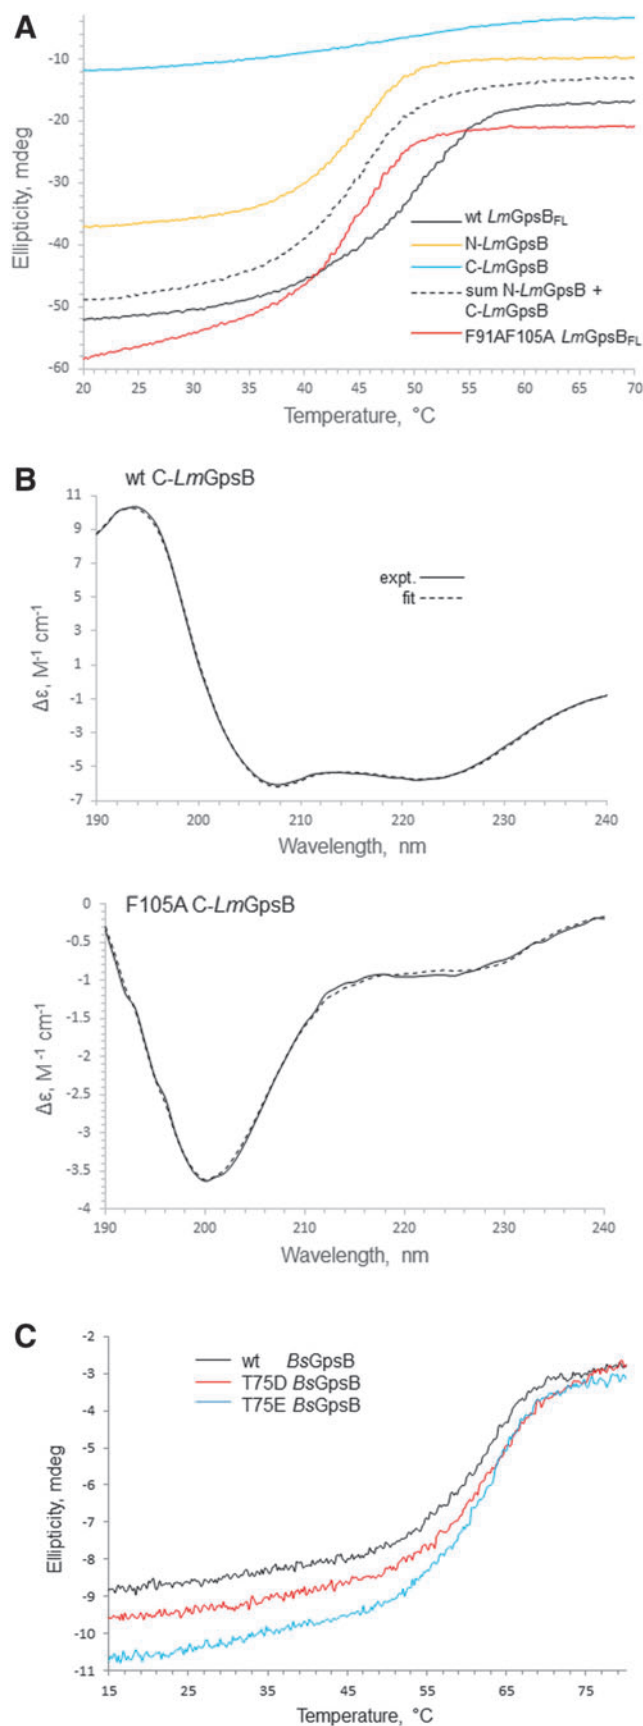 A
-10
-20
-30
-40
-50
-60
Ellipticity, mdeg
wt LmGpsBFL
N-LmGpsB
C-LmGpsB
sum N-LmGpsB +
C-LmGpsB
F91AF105A LmGpsBFL
20 25 30 35 40 45 50 55 60 65 70
Temperature, °C
B
wt C-LmGpsB
11
9
7
5
3
1
-1
-3
-5
-7
Δε, M-1 cm-1
expt.
fit
190 200 210 220 230 240
Wavelength, nm
F105A C-LmGpsB
0
-0.5
-1
-1.5
-2
-2.5
-3
-3.5
-4
Δε, M-1 cm-1
190 200 210 220 230 240
Wavelength, nm
C
-2
-3
-4
-5
-6
-7
-8
-9
-10
-11
Ellipticity, mdeg
wt BsGpsB
T75D BsGpsB
T75E BsGpsB
15 25 35 45 55 65 75
Temperature, °C